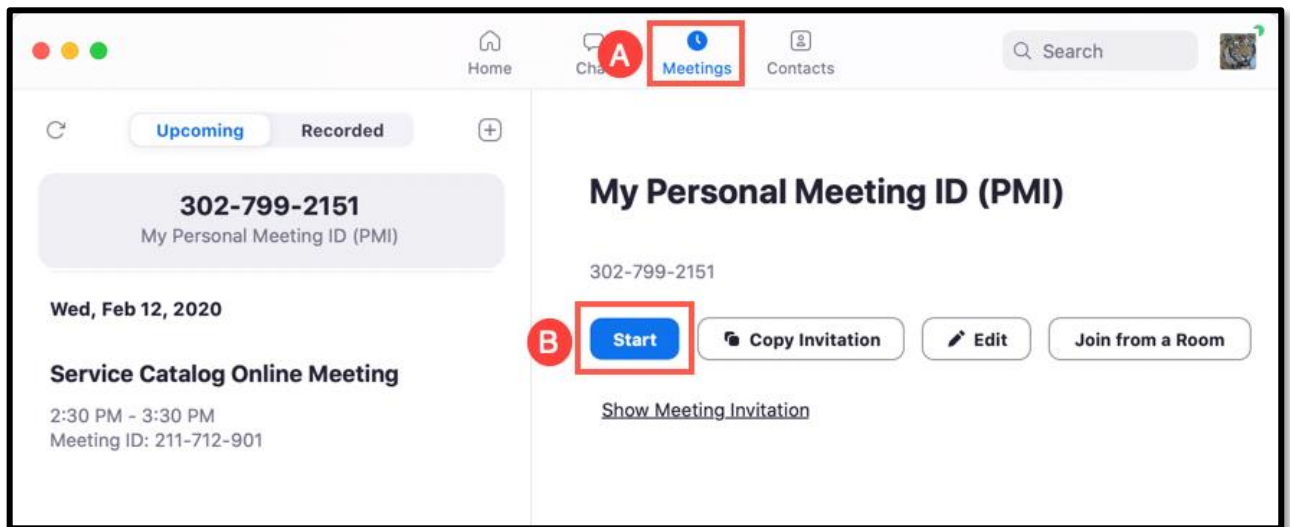 Home
Cha
A
Meetings
Contacts
Search
Upcoming
Recorded
302-799-2151
My Personal Meeting ID (PMI)
Wed, Feb 12, 2020
Service Catalog Online Meeting
2:30 PM - 3:30 PM
Meeting ID: 211-712-901
My Personal Meeting ID (PMI)
302-799-2151
B
Start
Copy Invitation
Edit
Join from a Room
Show Meeting Invitation